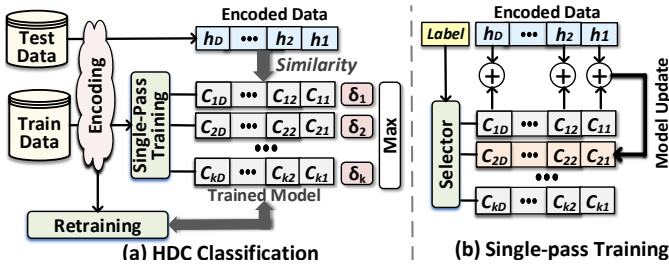 Test
Data
Train
Data
Encoding
Encoded Data
h_D ••• h_2 h_1
Similarity
Single-Pass
Training
C_1D ••• C_12 C_11 δ_1
C_2D ••• C_22 C_21 δ_2
•••
C_kD ••• C_k2 C_k1 δ_k
Max
Trained Model
Retraining
(a) HDC Classification
Encoded Data
Label
h_D ••• h_2 h_1
+ + +
Selector
C_1D ••• C_12 C_11
C_2D ••• C_22 C_21
•••
C_kD ••• C_k2 C_k1
Model Update
(b) Single-pass Training